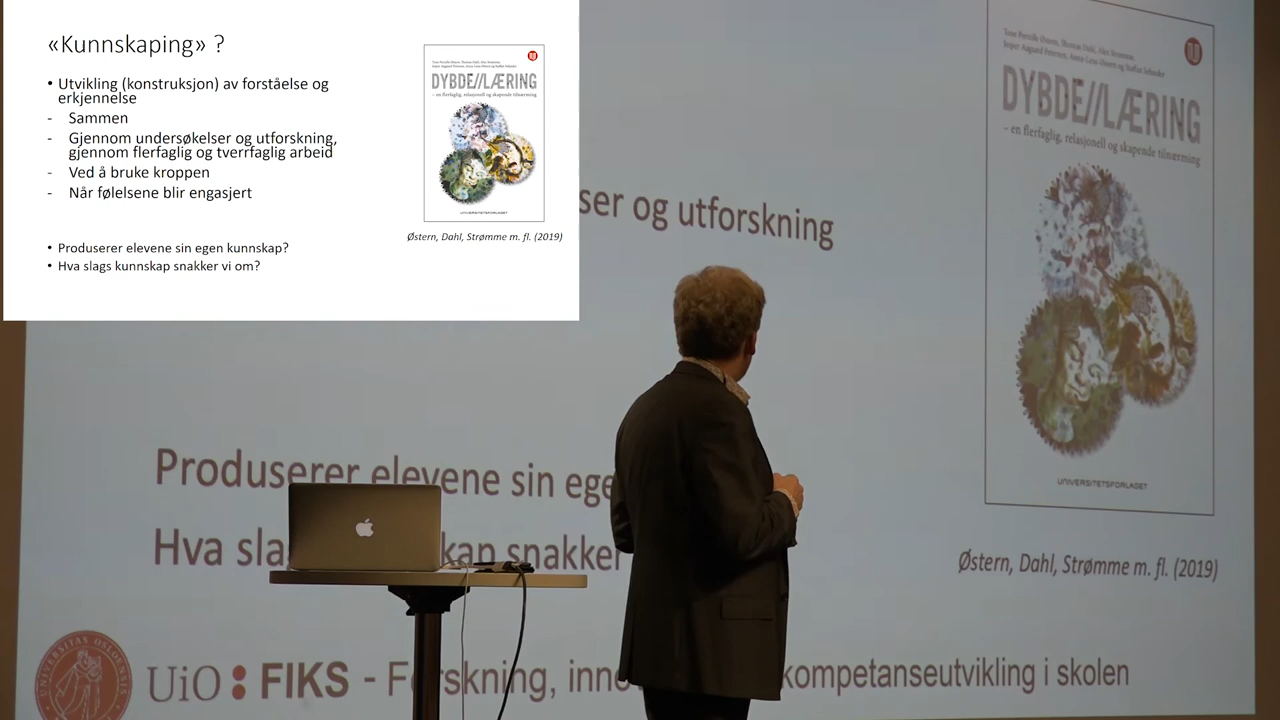 «Kunnskaping» ?
• Utvikling (konstruksjon) av forståelse og
erkjennelse
- Sammen
- Gjennom undersøkelser og utforskning,
gjennom flerfaglig og tverrfaglig arbeid
- Ved å bruke kroppen
- Når følelsene blir engasjert
• Produserer elevene sin egen kunnskap?
• Hva slags kunnskap snakker vi om?
DYBDE//LÆRING
– en flerfaglig, relasjonell og skapende tilnærming
UNIVERSITETSFORLAGET
Østern, Dahl, Strømme m. fl. (2019)
ser og utforskning
Produserer elevene sin ege
Hva sla kap snakker
DYBDE//LÆRING
– en flerfaglig, relasjonell og skapende tilnærming
UNIVERSITETSFORLAGET
Østern, Dahl, Strømme m. fl. (2019)
UNIVERSITAS OSLOENSIS
UiO : FIKS - Forskning, inno kompetanseutvikling i skolen